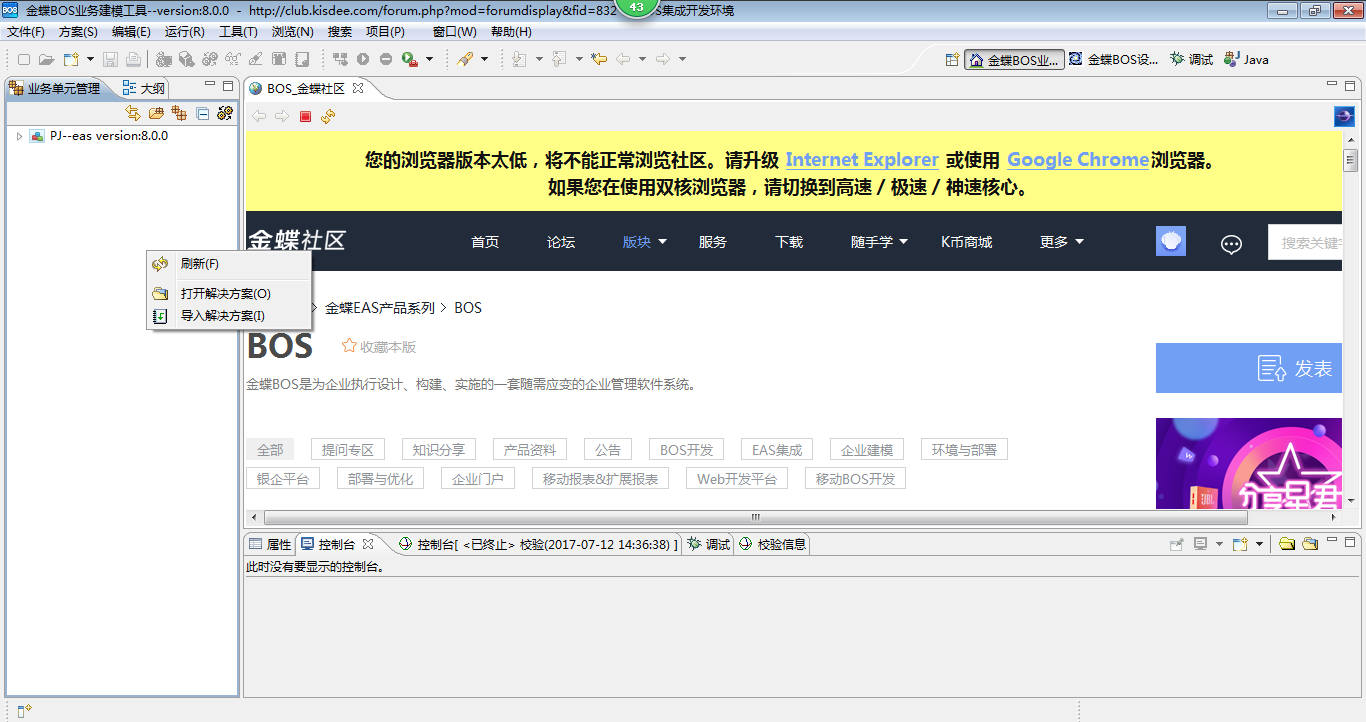 金蝶BOS业务建模工具--version:8.0.0 - http://club.kisdee.com/forum.php?mod=forumdisplay&fid=832
43
集成开发环境
文件(F) 方案(S) 编辑(E) 运行(R) 工具(T) 浏览(N) 搜索 项目(P) 窗口(W) 帮助(H)
金蝶BOS业... 金蝶BOS设... 调试 Java
业务单元管理 大纲
BOS_金蝶社区
PJ--eas version:8.0.0
您的浏览器版本太低，将不能正常浏览社区。请升级 Internet Explorer 或使用 Google Chrome浏览器。
如果您在使用双核浏览器，请切换到高速 / 极速 / 神速核心。
金蝶社区 首页 论坛 版块 服务 下载 随手学 K币商城 更多 搜索关键字
刷新(F)
打开解决方案(O)
导入解决方案(I)
金蝶EAS产品系列 > BOS
BOS 收藏本版
发表
金蝶BOS是为企业执行设计、构建、实施的一套随需应变的企业管理软件系统。
全部 提问专区 知识分享 产品资料 公告 BOS开发 EAS集成 企业建模 环境与部署
银企平台 部署与优化 企业门户 移动报表&扩展报表 Web开发平台 移动BOS开发
W
JBL
分享星君
属性 控制台 控制台[ <已终止> 校验(2017-07-12 14:36:38) ] 调试 校验信息
此时没有要显示的控制台。